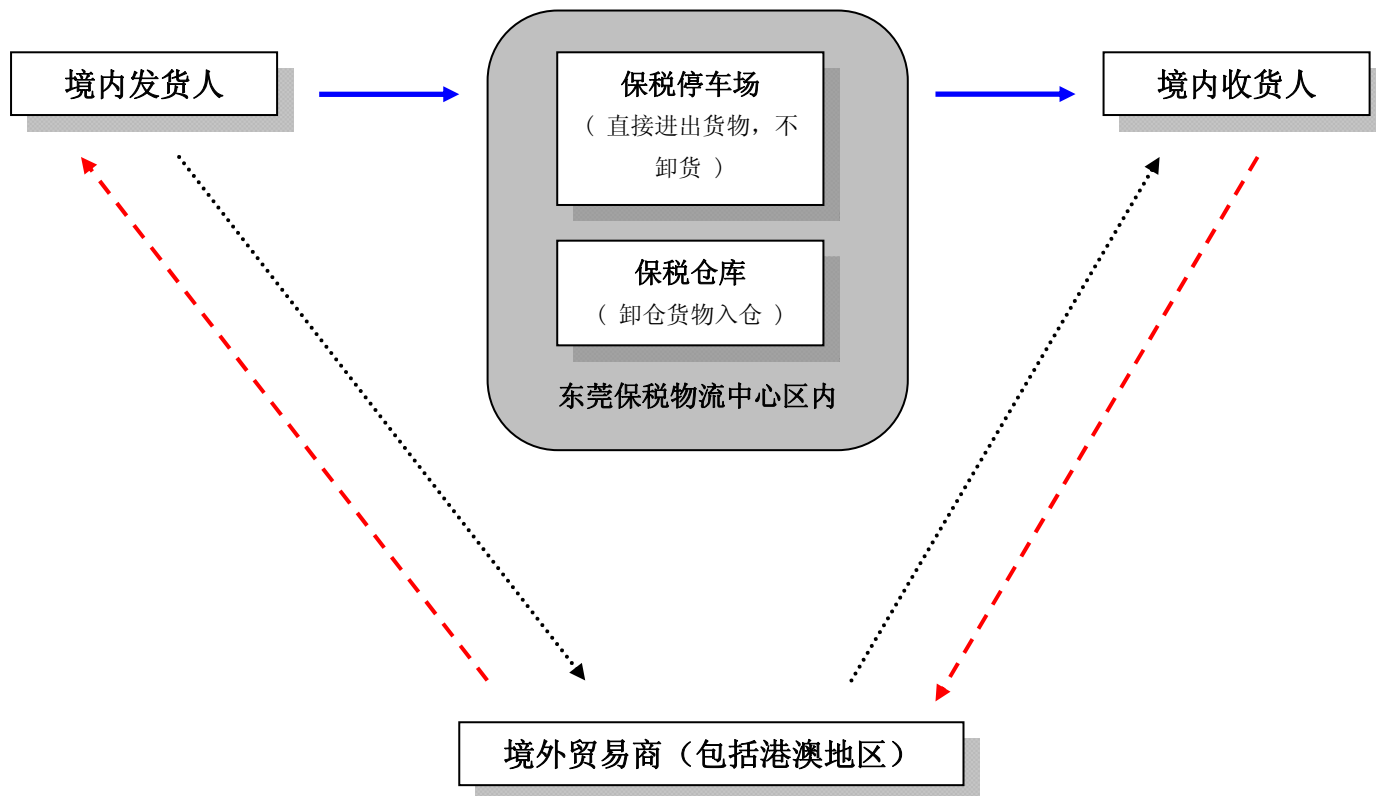 境内发货人
保税停车场
（ 直接进出货物，不
卸货 ）
保税仓库
（ 卸仓货物入仓 ）
东莞保税物流中心区内
境内收货人
境外贸易商（包括港澳地区）